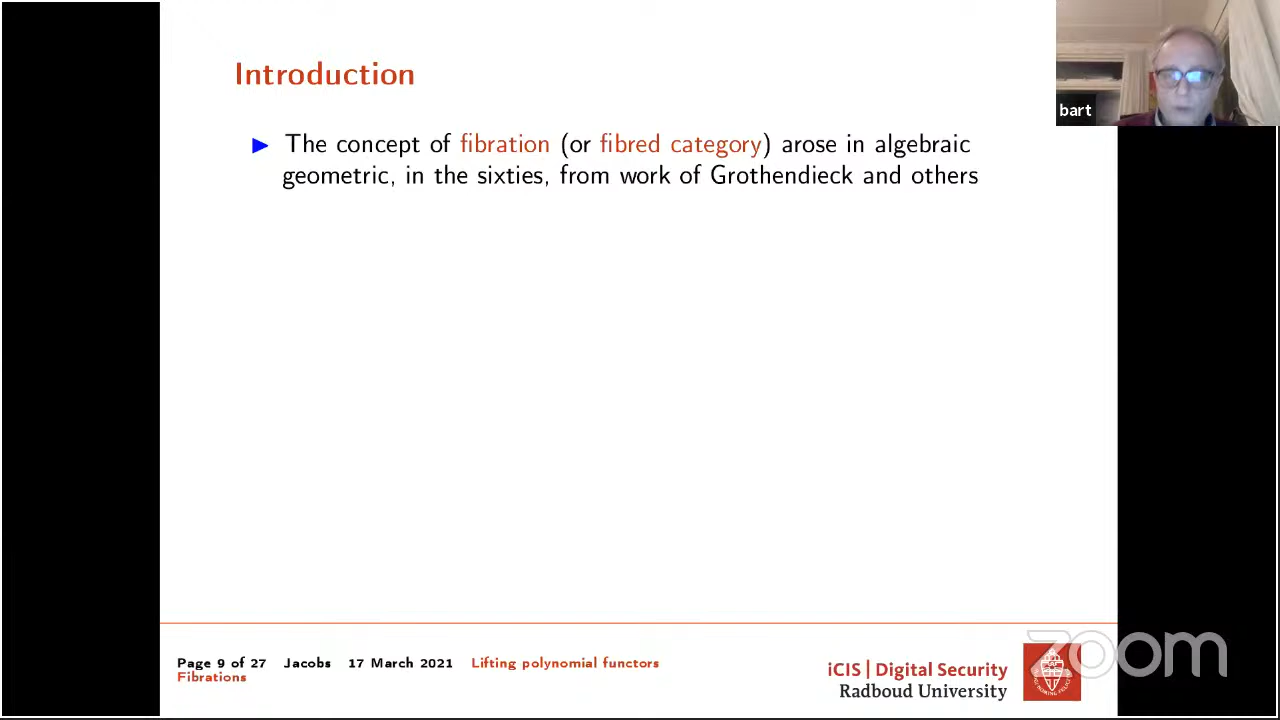 Introduction
bart
▶ The concept of fibration (or fibred category) arose in algebraic
geometric, in the sixties, from work of Grothendieck and others
Page 9 of 27 Jacobs 17 March 2021 Lifting polynomial functors
Fibrations
iCIS | Digital Security
Radboud University
zoom